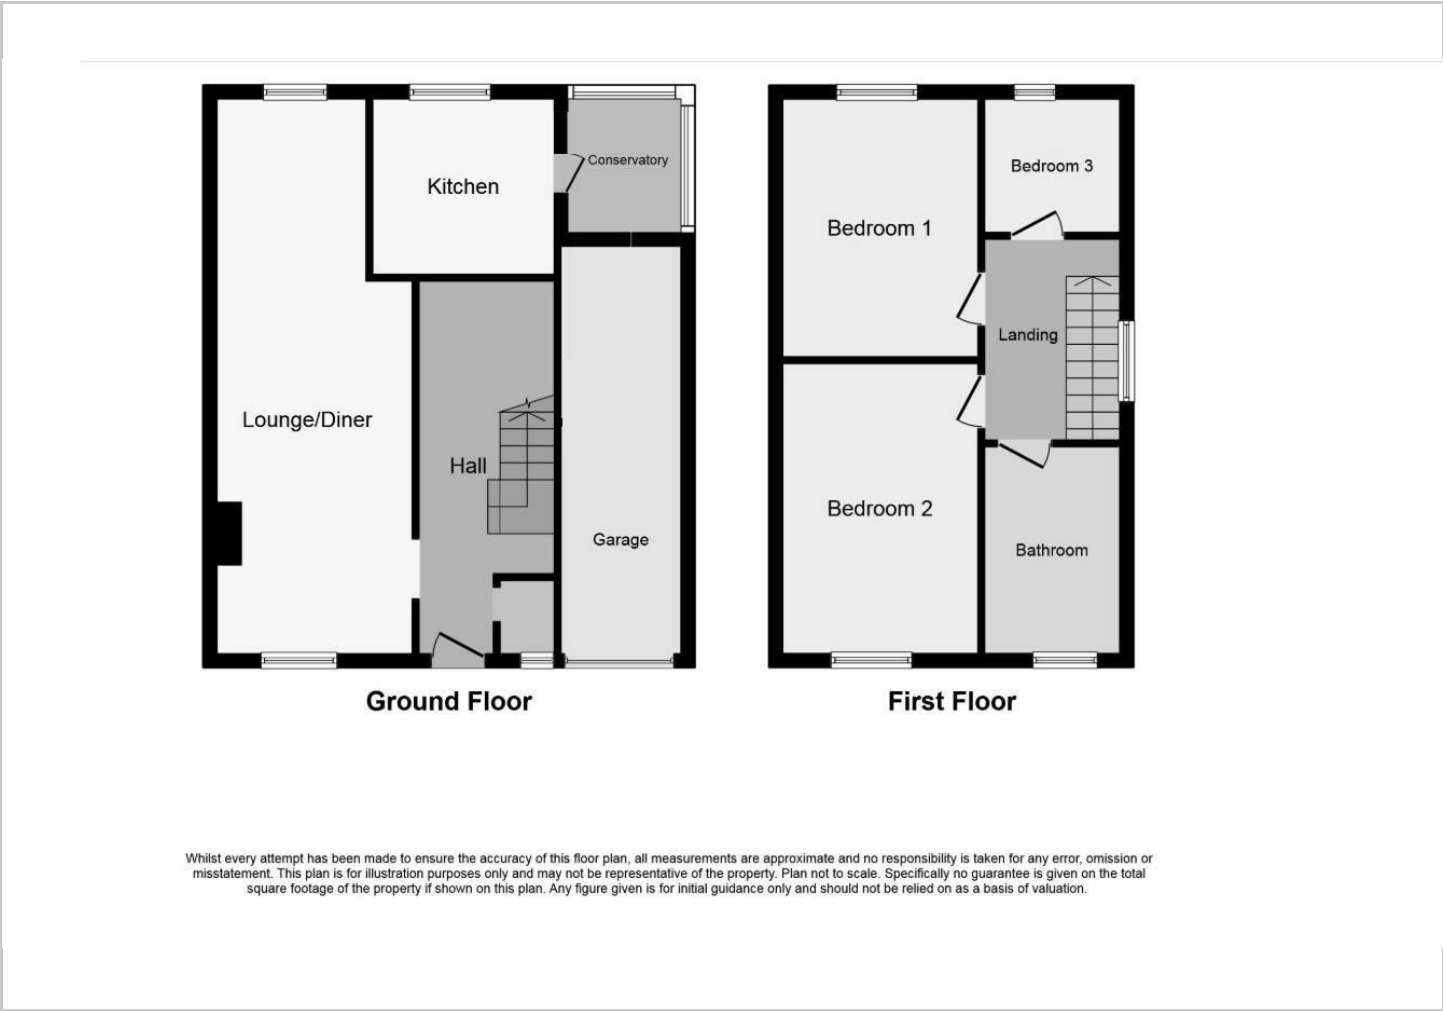 Kitchen
Conservatory
Lounge/Diner
Hall
Garage
Ground Floor
Bedroom 1
Bedroom 3
Landing
Bedroom 2
Bathroom
First Floor
Whilst every attempt has been made to ensure the accuracy of this floor plan, all measurements are approximate and no responsibility is taken for any error, omission or
misstatement. This plan is for illustration purposes only and may not be representative of the property. Plan not to scale. Specifically no guarantee is given on the total
square footage of the property if shown on this plan. Any figure given is for initial guidance only and should not be relied on as a basis of valuation.